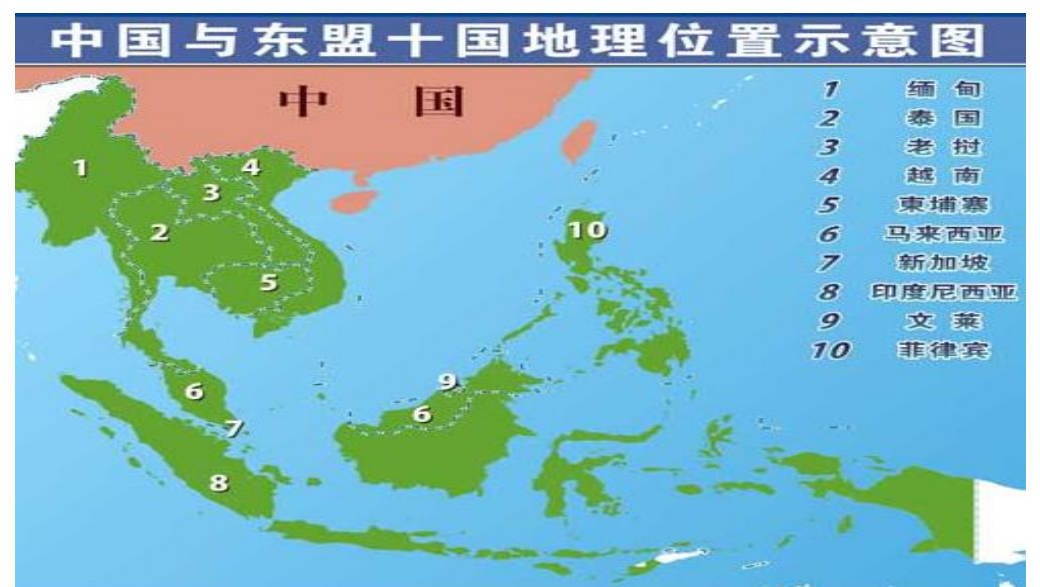 中国与东盟十国地理位置示意图
中 国
1 缅 甸
2 泰 国
3 老 挝
4 越 南
5 柬埔寨
6 马来西亚
7 新加坡
8 印度尼西亚
9 文 莱
10 菲律宾
1
4
3
2
10
5
9
6
6
7
8